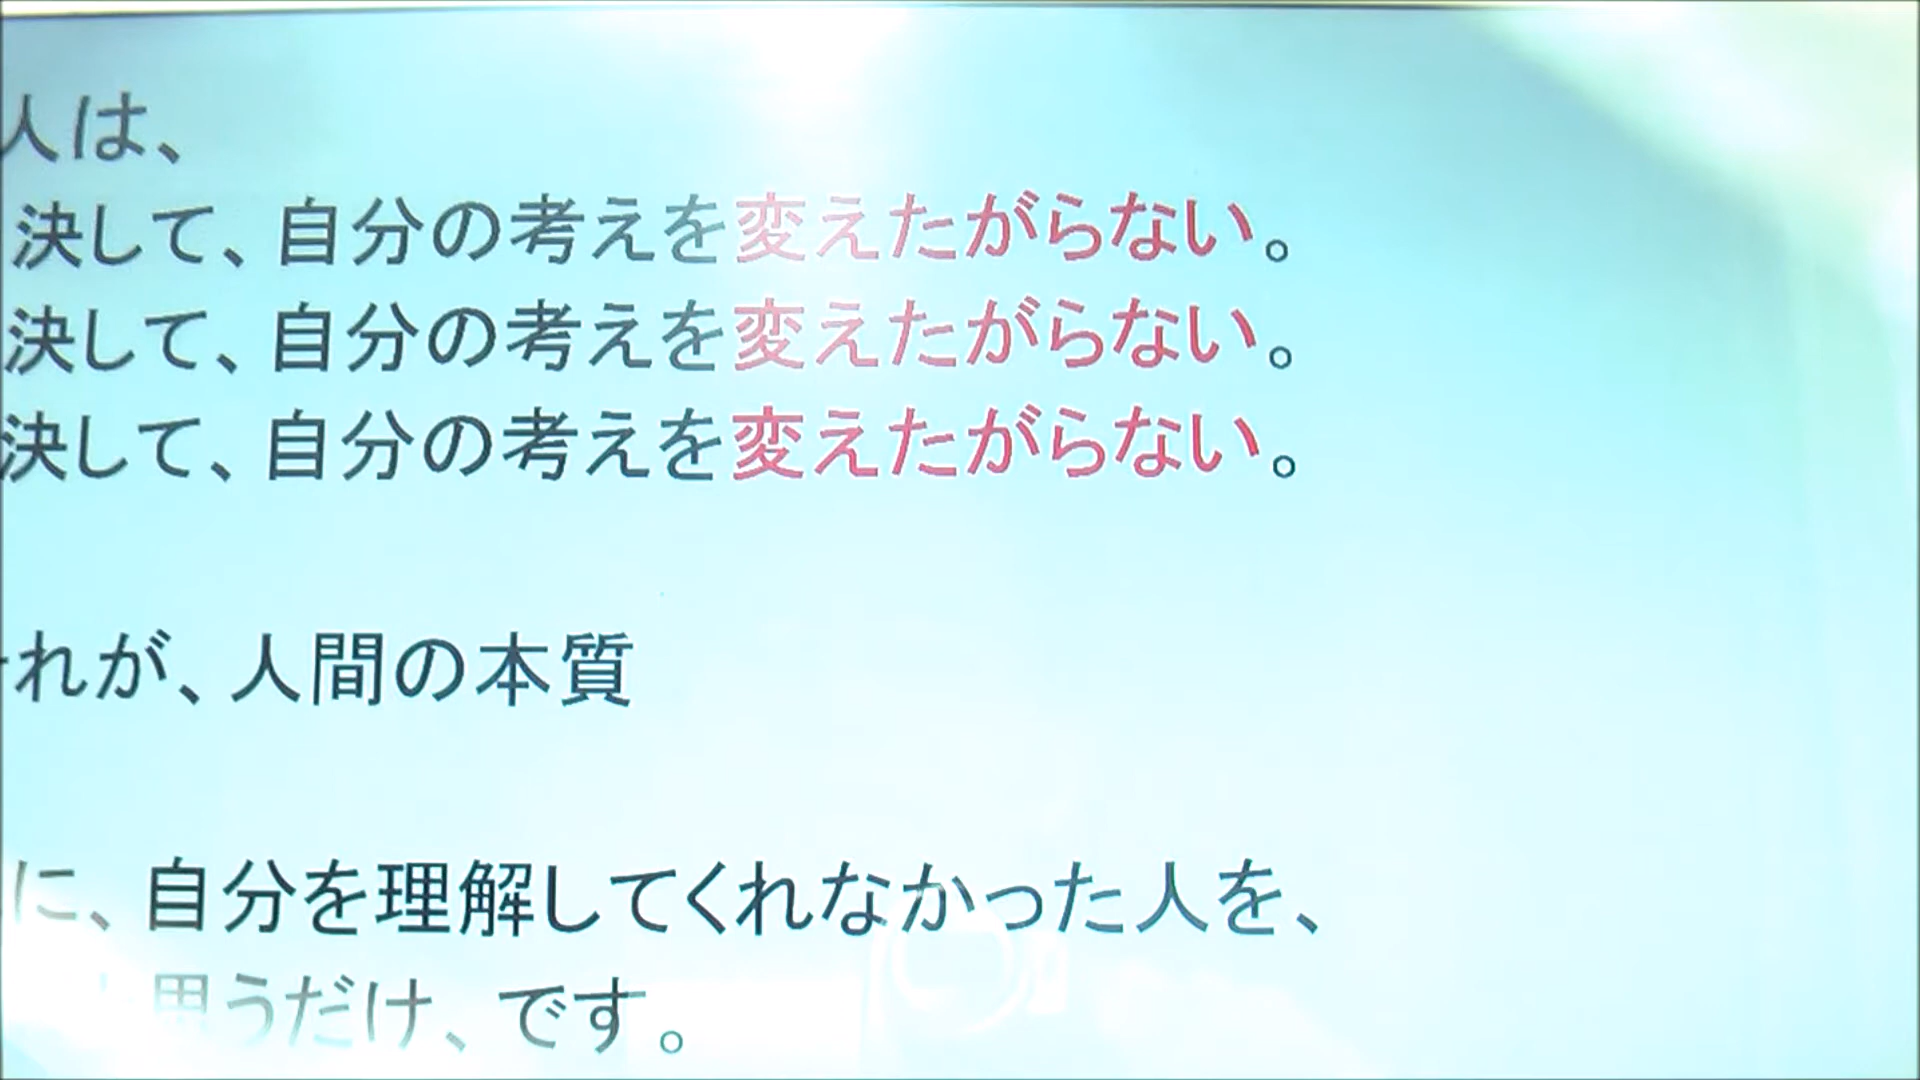 人は、
決して、自分の考えを変えたがらない。
決して、自分の考えを変えたがらない。
決して、自分の考えを変えたがらない。
れが、人間の本質
に、自分を理解してくれなかった人を、
思うだけ、です。